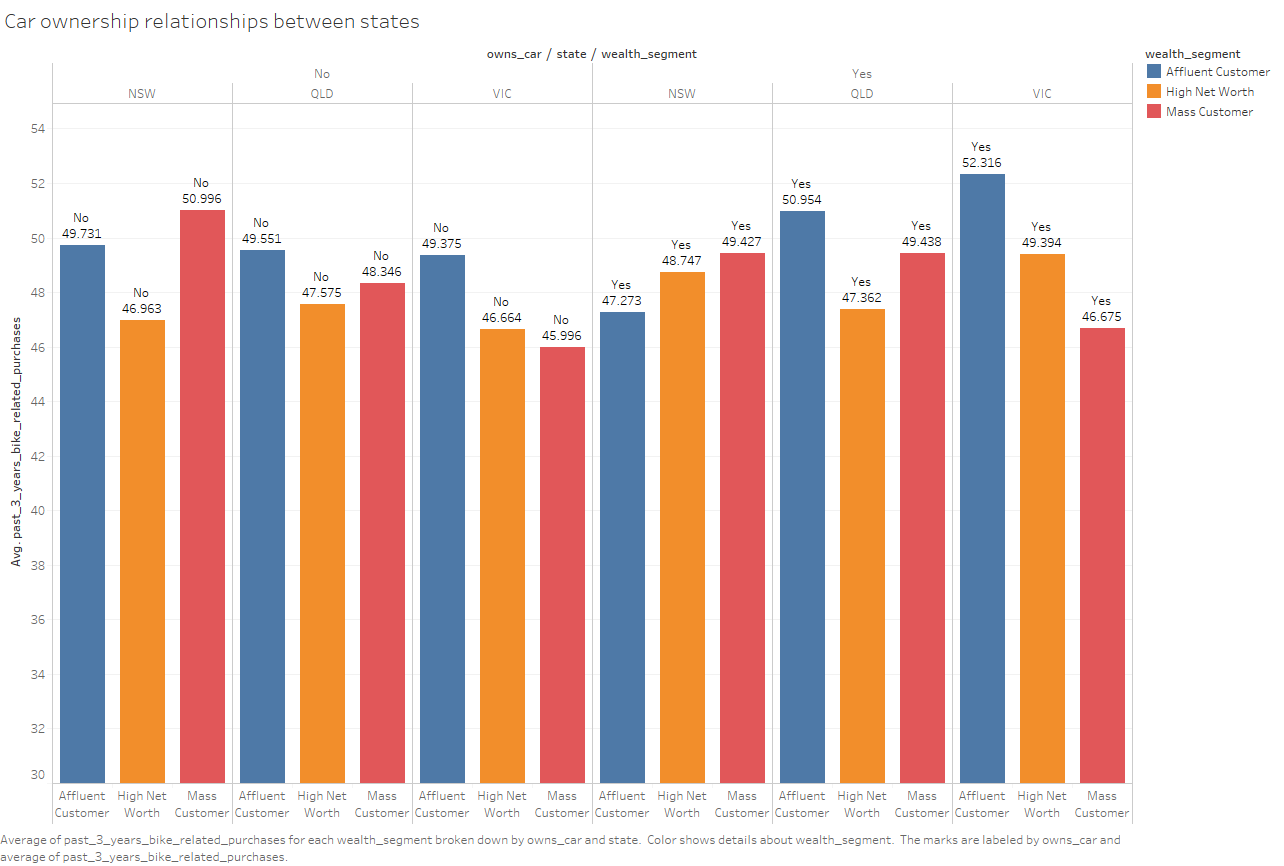 Car ownership relationships between states
owns_car / state / wealth_segment
wealth_segment
No
Yes
Affluent Customer
NSW
QLD
VIC
NSW
QLD
VIC
High Net Worth
Mass Customer
Avg. past_3_years_bike_related_purchases
54
52
50
48
46
44
42
40
38
36
34
32
30
No
49.731
No
46.963
No
50.996
No
49.551
No
47.575
No
48.346
No
49.375
No
46.664
No
45.996
Yes
47.273
Yes
48.747
Yes
49.427
Yes
50.954
Yes
47.362
Yes
49.438
Yes
52.316
Yes
49.394
Yes
46.675
Affluent
Customer
High Net
Worth
Mass
Customer
Affluent
Customer
High Net
Worth
Mass
Customer
Affluent
Customer
High Net
Worth
Mass
Customer
Affluent
Customer
High Net
Worth
Mass
Customer
Affluent
Customer
High Net
Worth
Mass
Customer
Affluent
Customer
High Net
Worth
Mass
Customer
Average of past_3_years_bike_related_purchases for each wealth_segment broken down by owns_car and state.  Color shows details about wealth_segment.  The marks are labeled by owns_car and
average of past_3_years_bike_related_purchases.